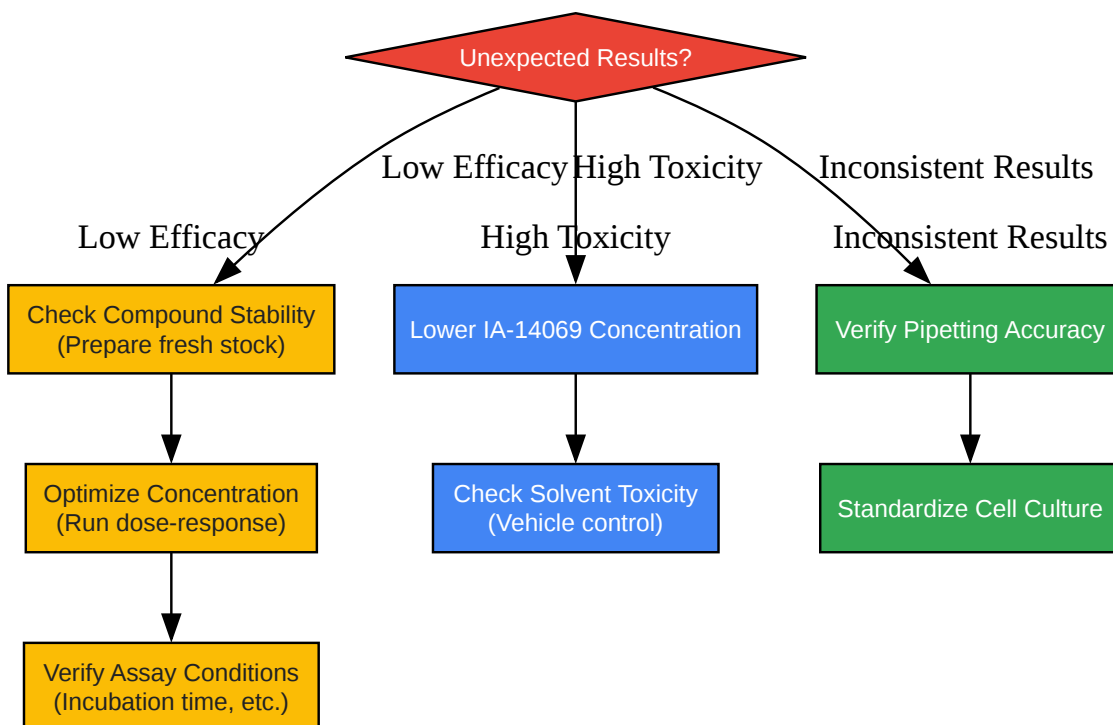 Unexpected Results?
Low Efficacy
High Toxicity
Inconsistent Results
Low Efficacy
High Toxicity
Inconsistent Results
Check Compound Stability
(Prepare fresh stock)
Lower IA-14069 Concentration
Verify Pipetting Accuracy
Optimize Concentration
(Run dose-response)
Check Solvent Toxicity
(Vehicle control)
Standardize Cell Culture
Verify Assay Conditions
(Incubation time, etc.)